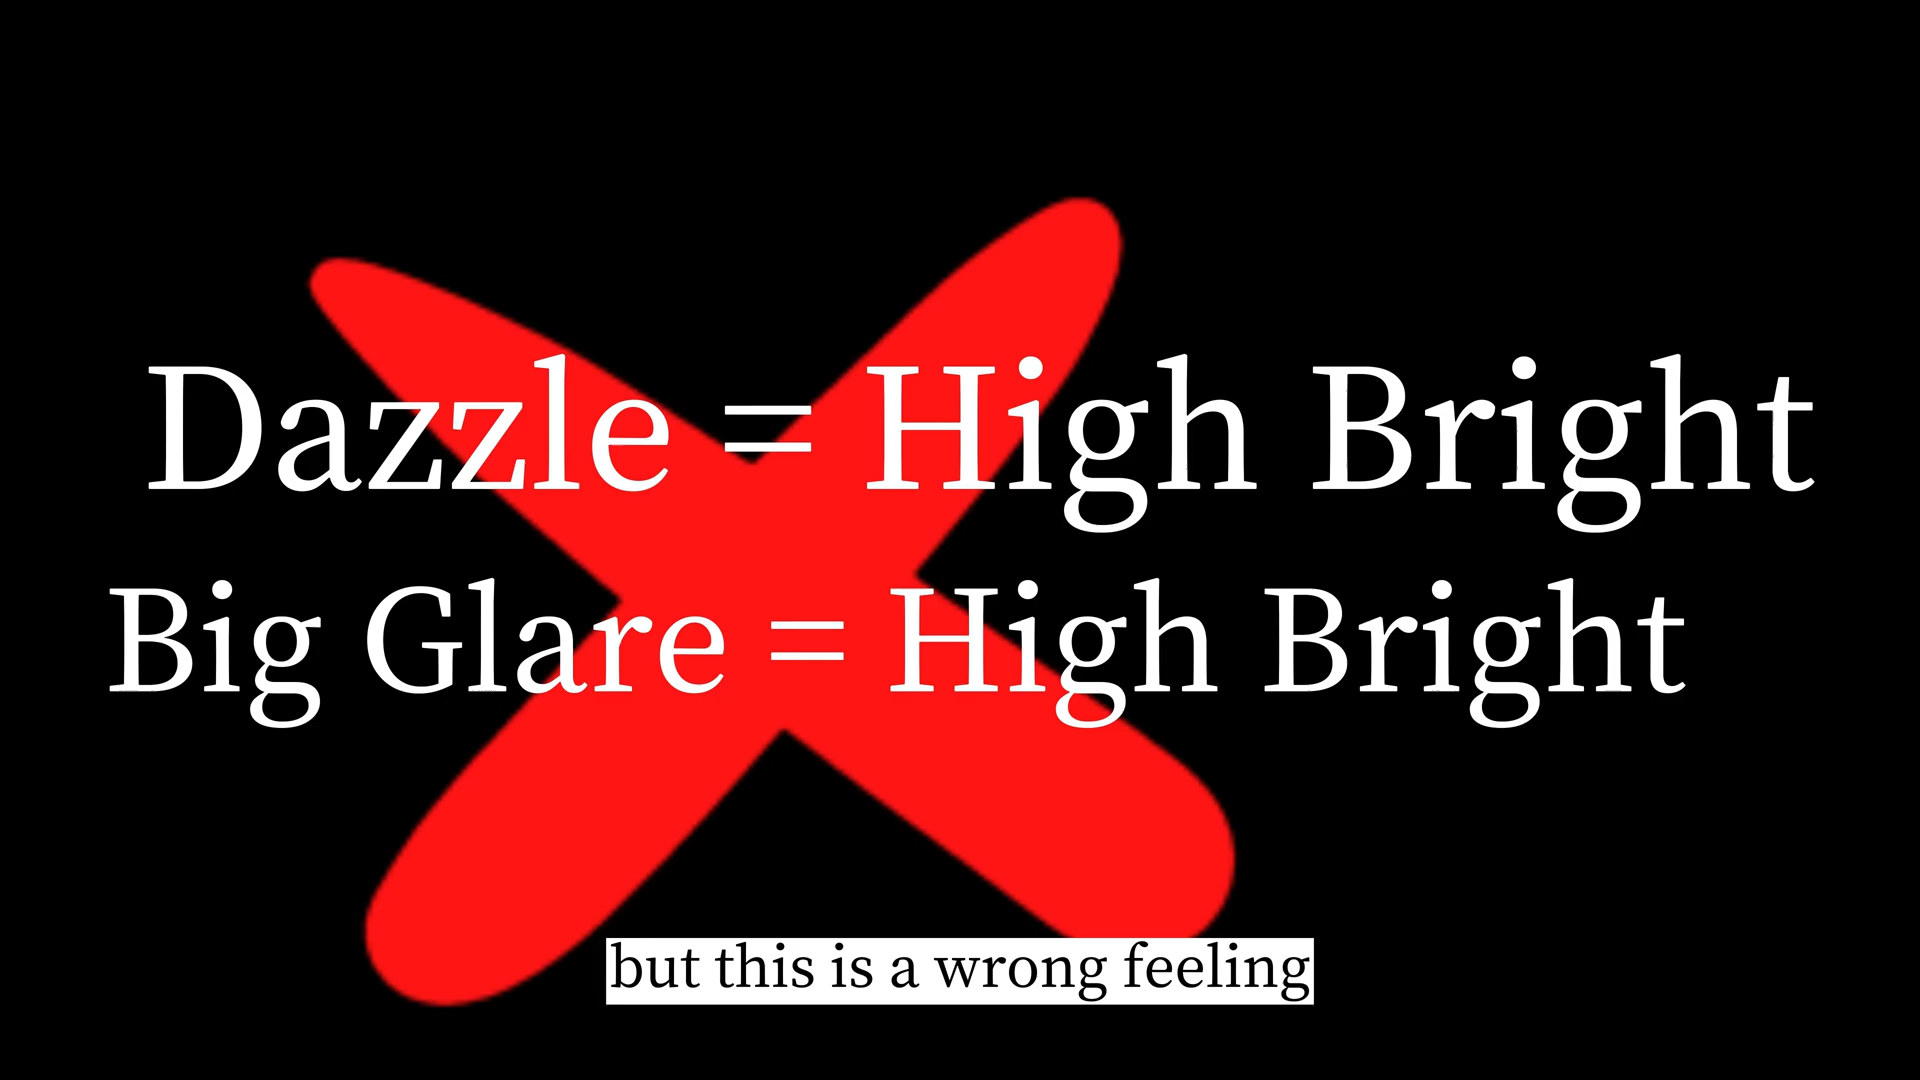 Dazzle = High Bright
Big Glare = High Bright
but this is a wrong feeling